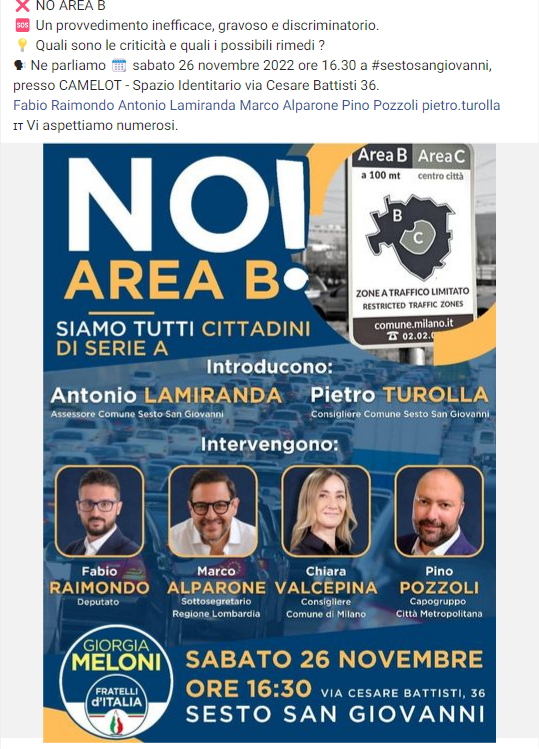 ❌ NO AREA B
🆘 Un provvedimento inefficace, gravoso e discriminatorio.
💡 Quali sono le criticità e quali i possibili rimedi ?
🗣 Ne parliamo 🗓 sabato 26 novembre 2022 ore 16.30 a #sestosangiovanni,
presso CAMELOT - Spazio Identitario via Cesare Battisti 36.
Fabio Raimondo Antonio Lamiranda Marco Alparone Pino Pozzoli pietro.turolla
IT Vi aspettiamo numerosi.
NO!
AREA B
SIAMO TUTTI CITTADINI
DI SERIE A
Area B Area C
a 100 mt centro città
B
C
ZONE A TRAFFICO LIMITATO
RESTRICTED TRAFFIC ZONES
comune.milano.it
☎ 02.02.
Introducono:
Antonio LAMIRANDA
Assessore Comune Sesto San Giovanni
Pietro TUROLLA
Consigliere Comune Sesto San Giovanni
Intervengono:
Fabio
RAIMONDO
Deputato
Marco
ALPARONE
Sottosegretario
Regione Lombardia
Chiara
VALCEPINA
Consigliere
Comune di Milano
Pino
POZZOLI
Capogruppo
Città Metropolitana
GIORGIA
MELONI
FRATELLI
d'ITALIA
SABATO 26 NOVEMBRE
ORE 16:30 VIA CESARE BATTISTI, 36
SESTO SAN GIOVANNI